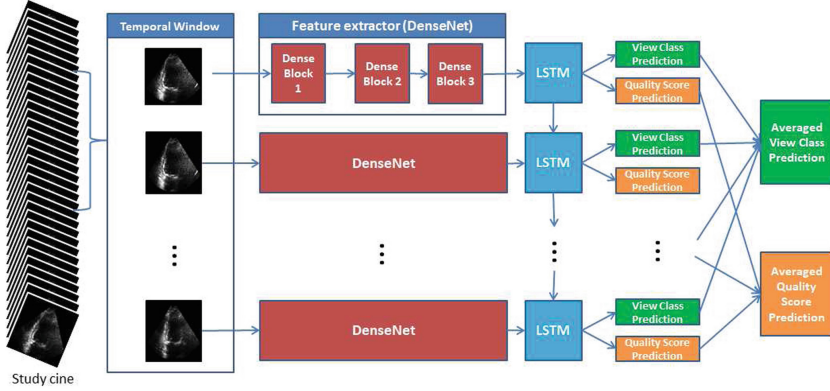 Temporal Window
Feature extractor (DenseNet)
Dense
Block
1
Dense
Block 2
Dense
Block 3
LSTM
View Class
Prediction
Quality Score
Prediction
DenseNet
LSTM
View Class
Prediction
Quality Score
Prediction
Averaged
View Class
Prediction
Averaged
Quality
Score
Prediction
DenseNet
LSTM
View Class
Prediction
Quality Score
Prediction
Study cine